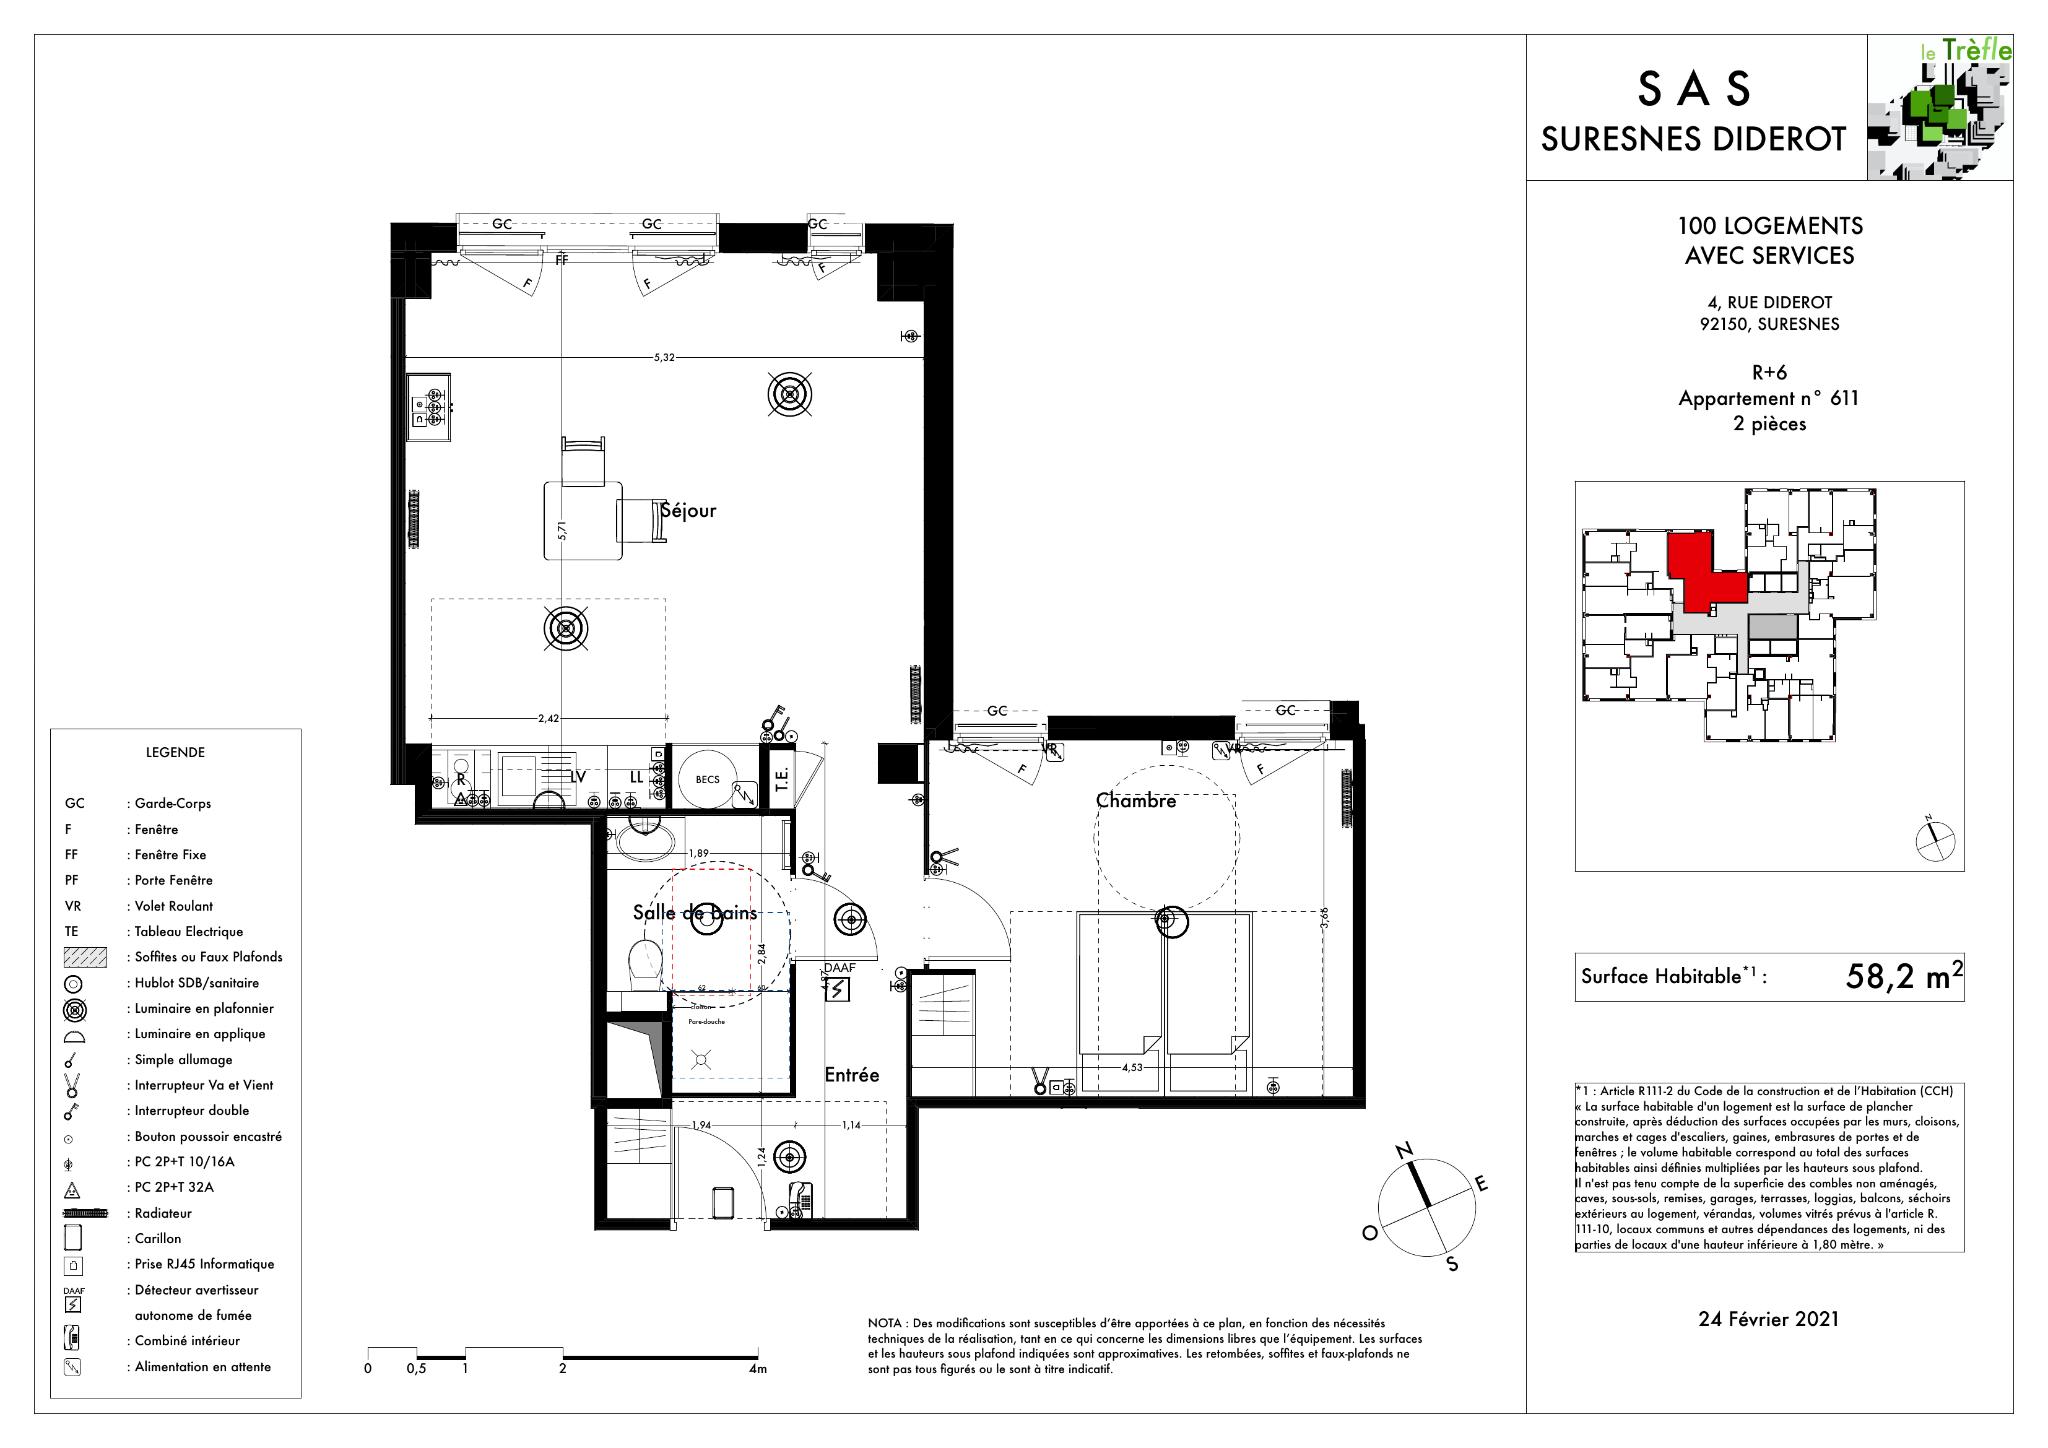 le Trèfle
S A S
SURESNES DIDEROT
100 LOGEMENTS
AVEC SERVICES
4, RUE DIDEROT
92150, SURESNES
R+6
Appartement n° 611
2 pièces
N
Surface Habitable*1 : 58,2 m2
*1 : Article R111-2 du Code de la construction et de l'Habitation (CCH)
« La surface habitable d'un logement est la surface de plancher
construite, après déduction des surfaces occupées par les murs, cloisons,
marches et cages d'escaliers, gaines, embrasures de portes et de
fenêtres ; le volume habitable correspond au total des surfaces
habitables ainsi définies multipliées par les hauteurs sous plafond.
Il n'est pas tenu compte de la superficie des combles non aménagés,
caves, sous-sols, remises, garages, terrasses, loggias, balcons, séchoirs
extérieurs au logement, vérandas, volumes vitrés prévus à l'article R.
111-10, locaux communs et autres dépendances des logements, ni des
parties de locaux d'une hauteur inférieure à 1,80 mètre. »
24 Février 2021
GC GC GC
FF
F F F
5,32
Séjour
5,71
2,42
F
R LV LL BECS T.E.
GC GC
VR VR
F F
Chambre
1,89
F
Salle de bains
2,84
3,66
DAAF
4,97
62 60
Pare-douche
4,53
Entrée
1,94 1,14
1,24
N
E
O
S
LEGENDE
GC : Garde-Corps
F : Fenêtre
FF : Fenêtre Fixe
PF : Porte Fenêtre
VR : Volet Roulant
TE : Tableau Electrique
: Soffites ou Faux Plafonds
: Hublot SDB/sanitaire
: Luminaire en plafonnier
: Luminaire en applique
: Simple allumage
: Interrupteur Va et Vient
: Interrupteur double
: Bouton poussoir encastré
: PC 2P+T 10/16A
: PC 2P+T 32A
: Radiateur
: Carillon
: Prise RJ45 Informatique
DAAF : Détecteur avertisseur
autonome de fumée
: Combiné intérieur
: Alimentation en attente
0 0,5 1 2 4m
NOTA : Des modifications sont susceptibles d'être apportées à ce plan, en fonction des nécessités
techniques de la réalisation, tant en ce qui concerne les dimensions libres que l'équipement. Les surfaces
et les hauteurs sous plafond indiquées sont approximatives. Les retombées, soffites et faux-plafonds ne
sont pas tous figurés ou le sont à titre indicatif.